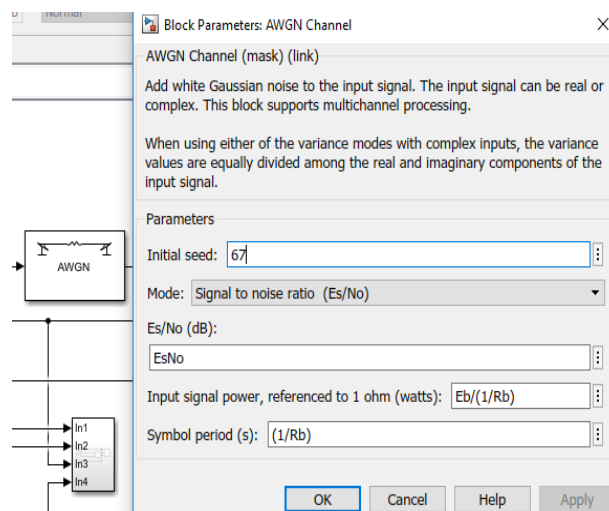 Normal
Block Parameters: AWGN Channel
X
AWGN Channel (mask) (link)
Add white Gaussian noise to the input signal. The input signal can be real or
complex. This block supports multichannel processing.
When using either of the variance modes with complex inputs, the variance
values are equally divided among the real and imaginary components of the
input signal.
Parameters
Initial seed: 67
Mode: Signal to noise ratio (Es/No)
Es/No (dB):
EsNo
Input signal power, referenced to 1 ohm (watts): Eb/(1/Rb)
Symbol period (s): (1/Rb)
OK Cancel Help Apply
AWGN
In1
In2
In3
In4